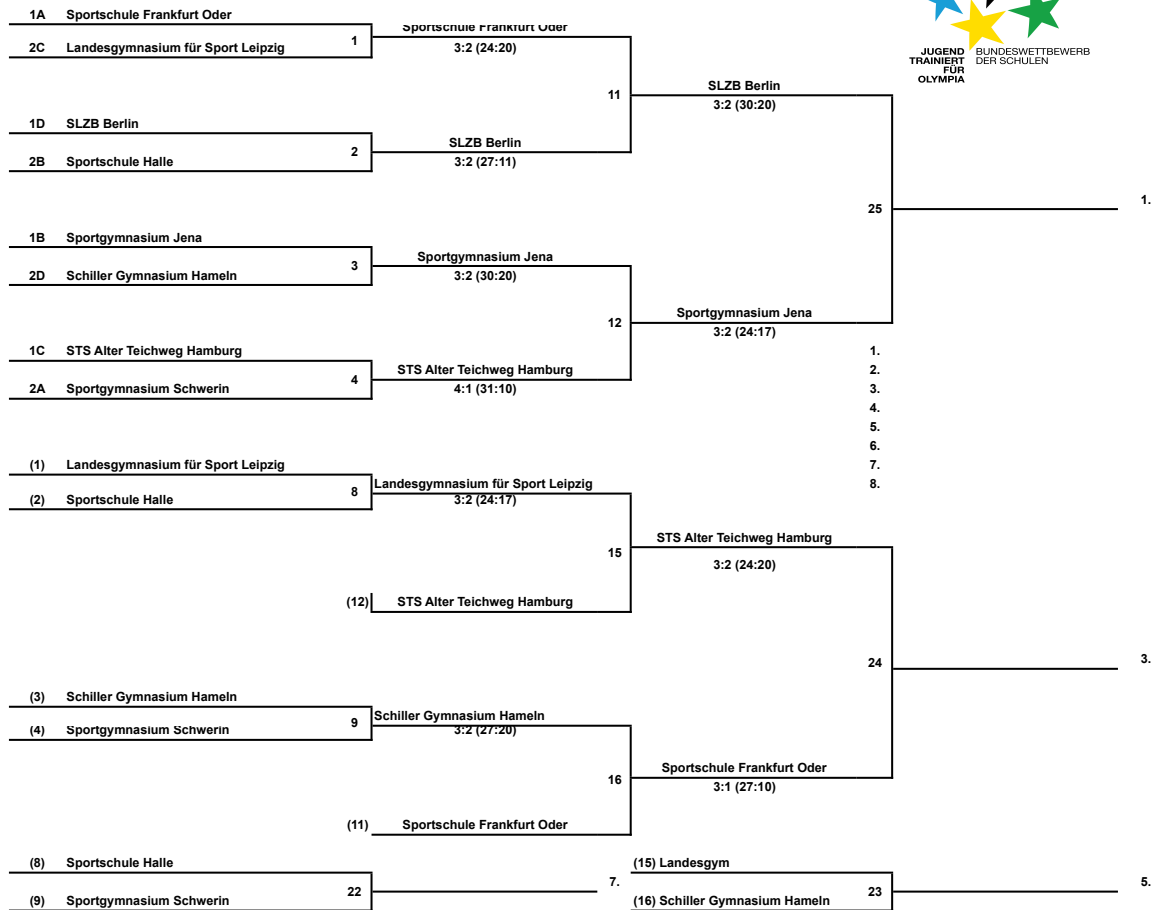 1A Sportschule Frankfurt Oder
Sportschule Frankfurt Oder
2C Landesgymnasium für Sport Leipzig
1
3:2 (24:20)
JUGEND TRAINIERT FÜR OLYMPIA
BUNDESWETTBEWERB DER SCHULEN
11
SLZB Berlin
3:2 (30:20)
1D SLZB Berlin
2
SLZB Berlin
2B Sportschule Halle
3:2 (27:11)
25
1.
1B Sportgymnasium Jena
3
Sportgymnasium Jena
2D Schiller Gymnasium Hameln
3:2 (30:20)
12
Sportgymnasium Jena
3:2 (24:17)
1C STS Alter Teichweg Hamburg
4
STS Alter Teichweg Hamburg
2A Sportgymnasium Schwerin
4:1 (31:10)
1.
2.
3.
4.
5.
6.
7.
8.
(1) Landesgymnasium für Sport Leipzig
8
Landesgymnasium für Sport Leipzig
(2) Sportschule Halle
3:2 (24:17)
15
STS Alter Teichweg Hamburg
3:2 (24:20)
(12) STS Alter Teichweg Hamburg
24
3.
(3) Schiller Gymnasium Hameln
9
Schiller Gymnasium Hameln
(4) Sportgymnasium Schwerin
3:2 (27:20)
16
Sportschule Frankfurt Oder
3:1 (27:10)
(11) Sportschule Frankfurt Oder
(8) Sportschule Halle
22
7.
(15) Landesgym
23
5.
(9) Sportgymnasium Schwerin
(16) Schiller Gymnasium Hameln